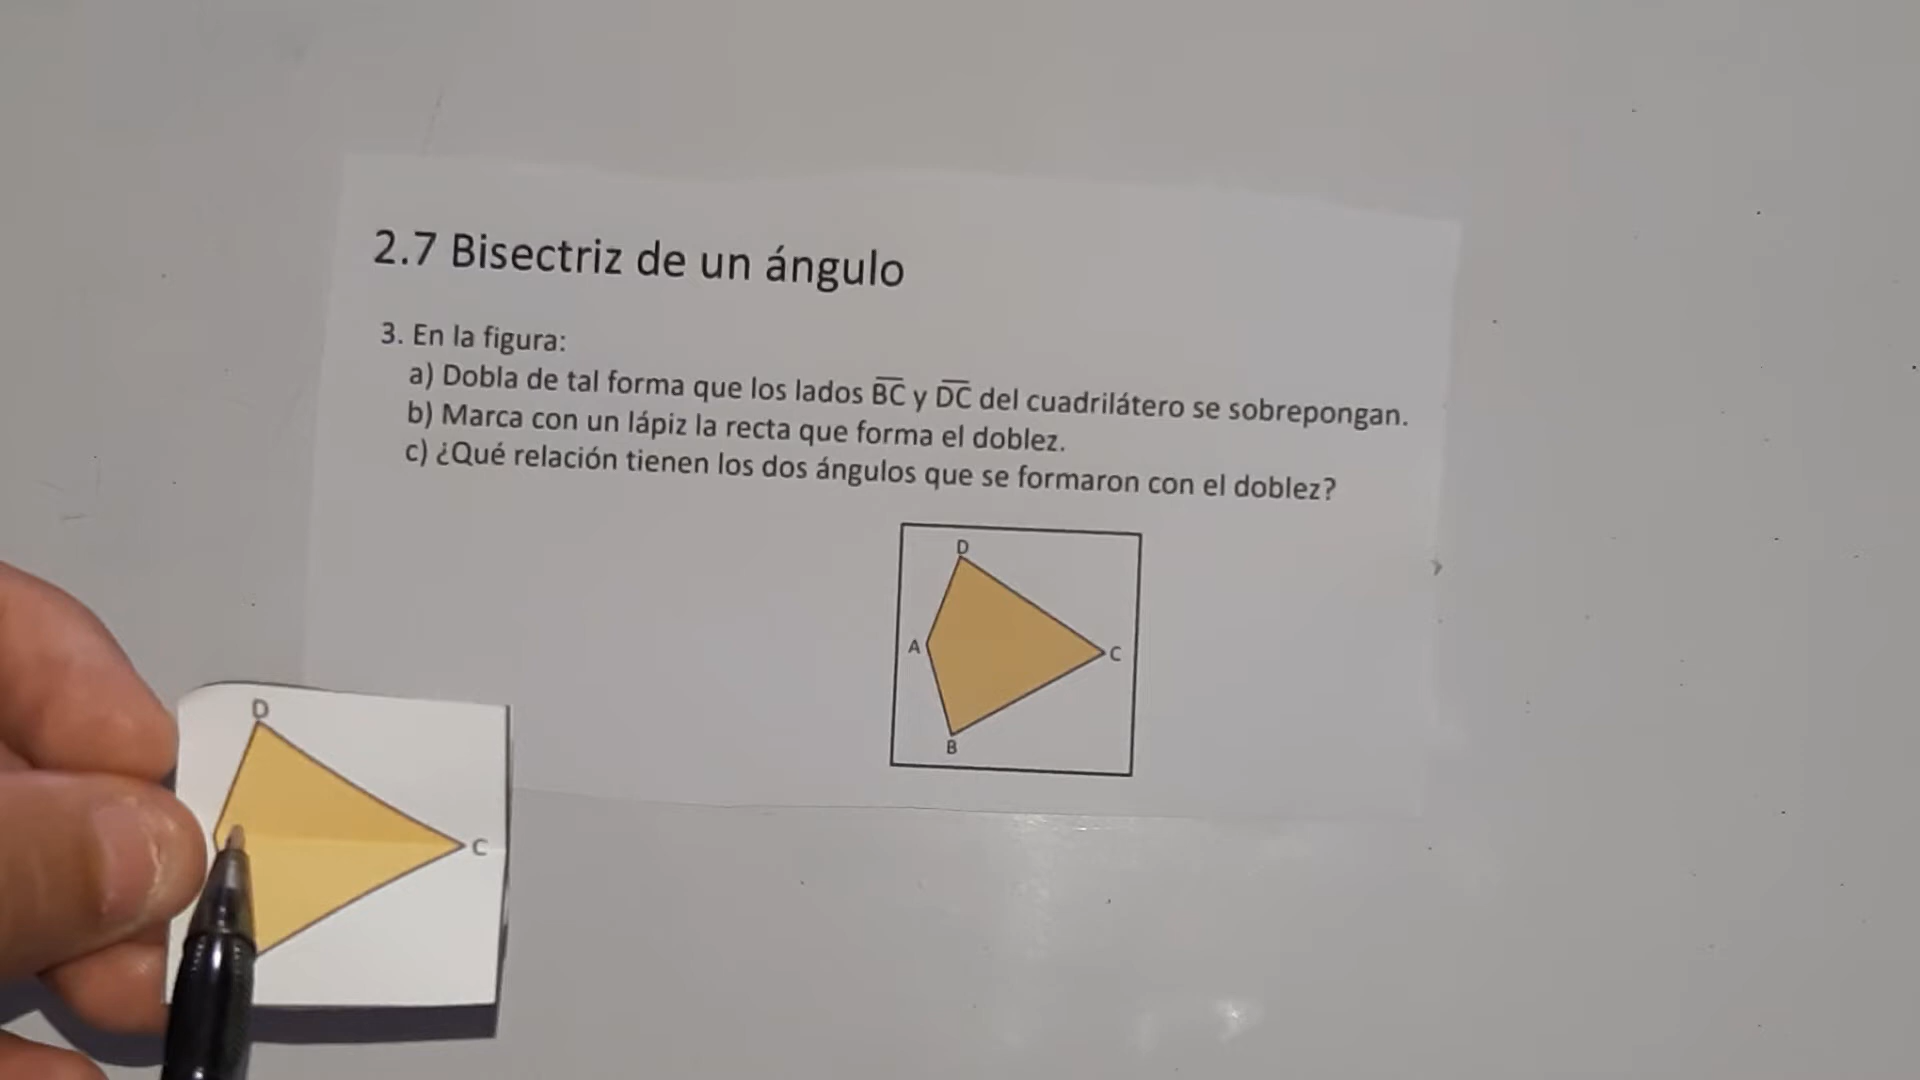 2.7 Bisectriz de un ángulo
3. En la figura:
a) Dobla de tal forma que los lados B̅C̅ y D̅C̅ del cuadrilátero se sobrepongan.
b) Marca con un lápiz la recta que forma el doblez.
c) ¿Qué relación tienen los dos ángulos que se formaron con el doblez?
D
A
C
B
D
C